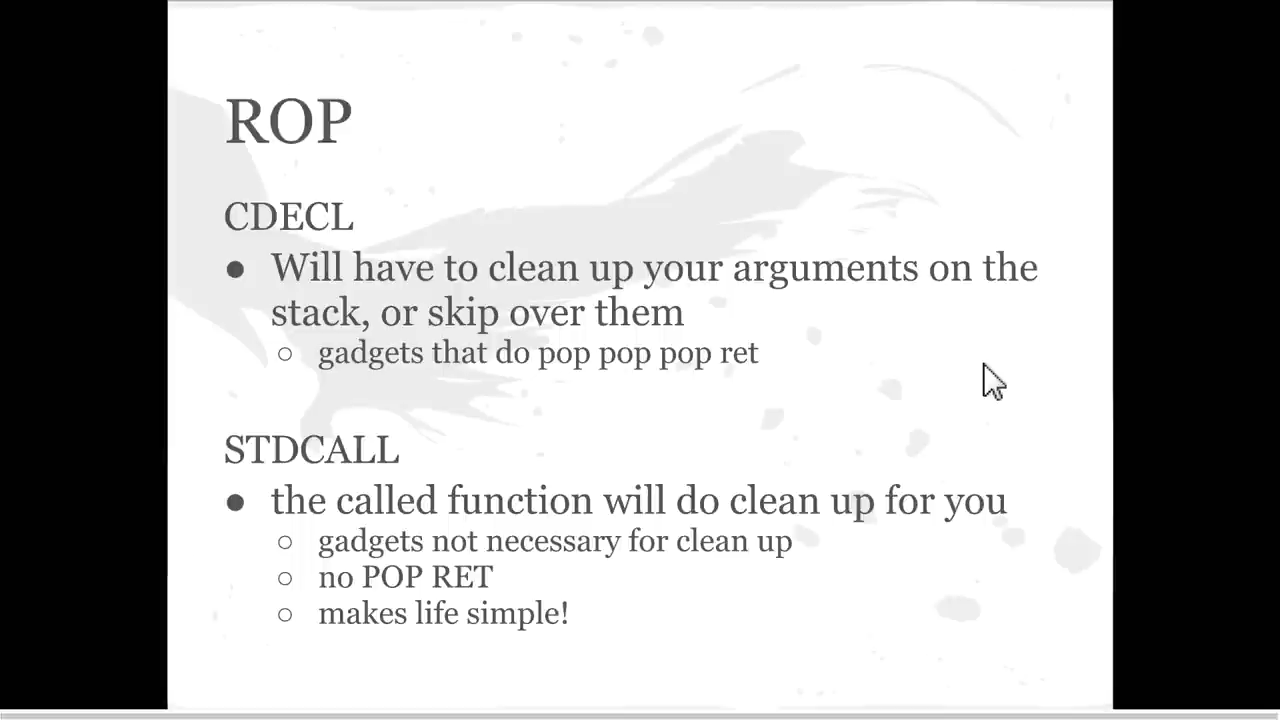 ROP
CDECL
● Will have to clean up your arguments on the
stack, or skip over them
○ gadgets that do pop pop pop ret
STDCALL
● the called function will do clean up for you
○ gadgets not necessary for clean up
○ no POP RET
○ makes life simple!